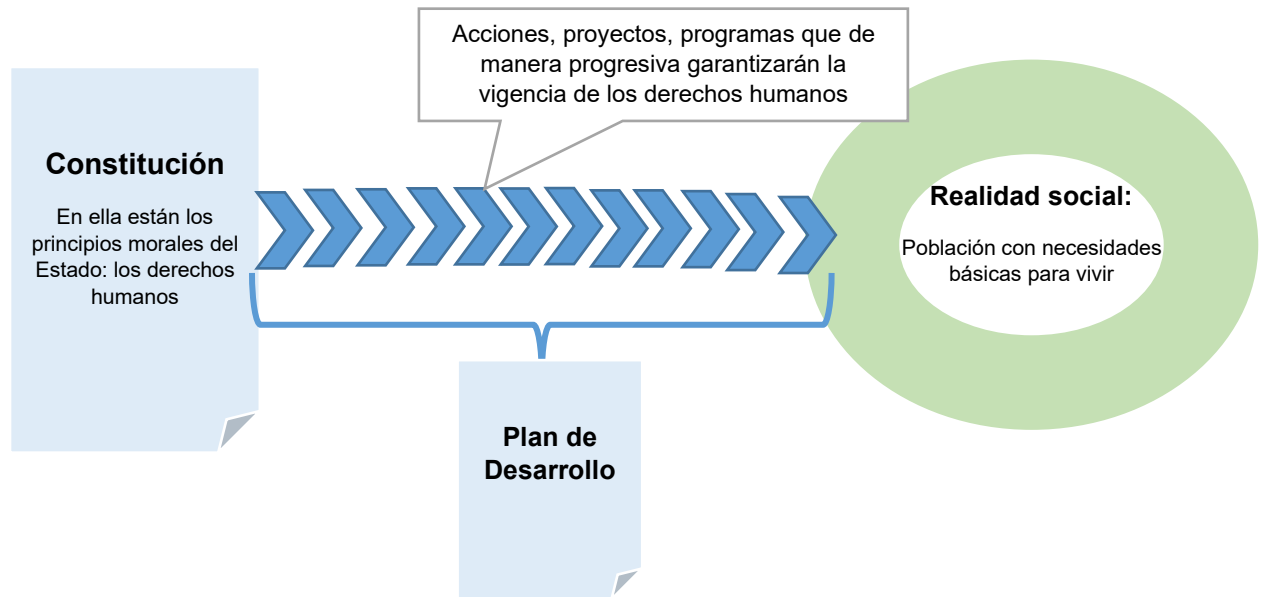 Acciones, proyectos, programas que de
manera progresiva garantizarán la
vigencia de los derechos humanos
Constitución
En ella están los
principios morales del
Estado: los derechos
humanos
Realidad social:
Población con necesidades
básicas para vivir
Plan de
Desarrollo